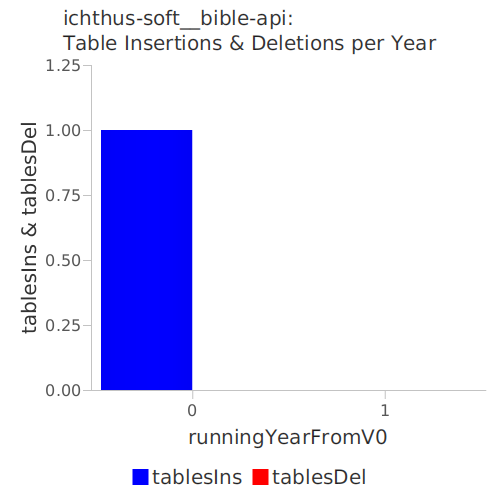 ichthus-soft__bible-api:
Table Insertions & Deletions per Year
tablesIns & tablesDel
1.25
1.00
0.75
0.50
0.25
0.00
0 1
runningYearFromV0
tablesIns tablesDel